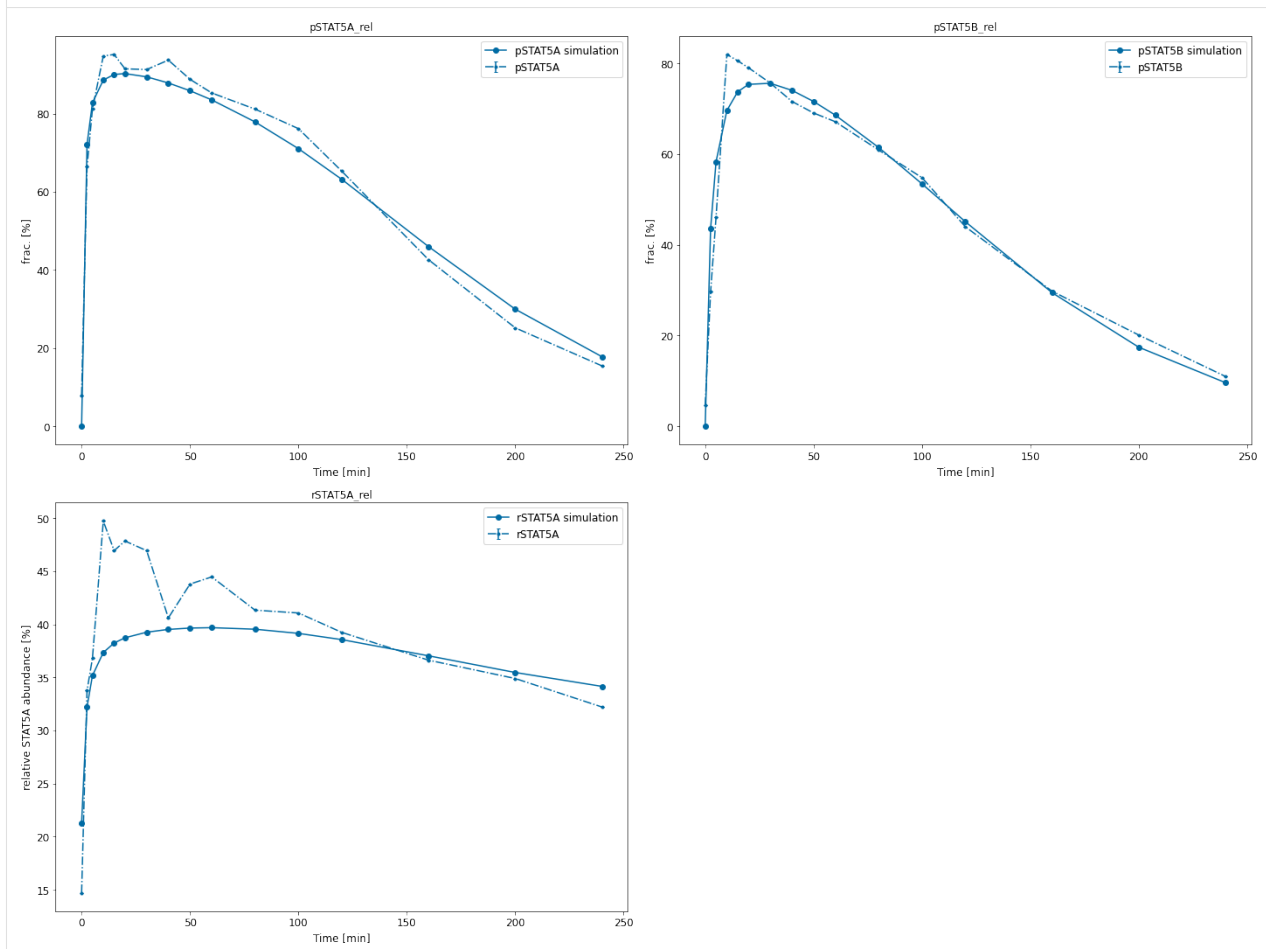 pSTAT5A_rel
pSTAT5A simulation
pSTAT5A
frac. [%]
80
60
40
20
0
0 50 100 150 200 250
Time [min]
pSTAT5B_rel
pSTAT5B simulation
pSTAT5B
frac. [%]
80
60
40
20
0
0 50 100 150 200 250
Time [min]
rSTAT5A_rel
rSTAT5A simulation
rSTAT5A
relative STAT5A abundance [%]
50
45
40
35
30
25
20
15
0 50 100 150 200 250
Time [min]